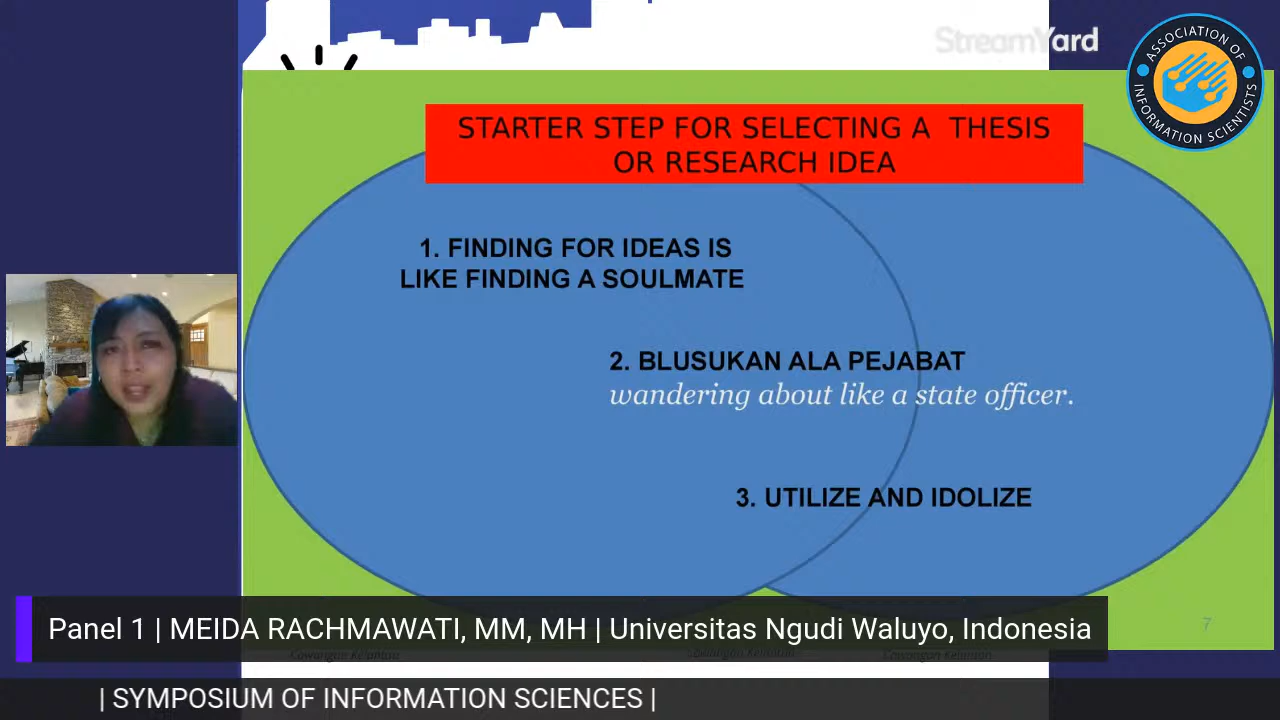 StreamYard
ASSOCIATION OF
INFORMATION SCIENTISTS
STARTER STEP FOR SELECTING A THESIS
OR RESEARCH IDEA
1. FINDING FOR IDEAS IS
LIKE FINDING A SOULMATE
2. BLUSUKAN ALA PEJABAT
wandering about like a state officer.
3. UTILIZE AND IDOLIZE
7
Panel 1 | MEIDA RACHMAWATI, MM, MH | Universitas Ngudi Waluyo, Indonesia
| SYMPOSIUM OF INFORMATION SCIENCES |